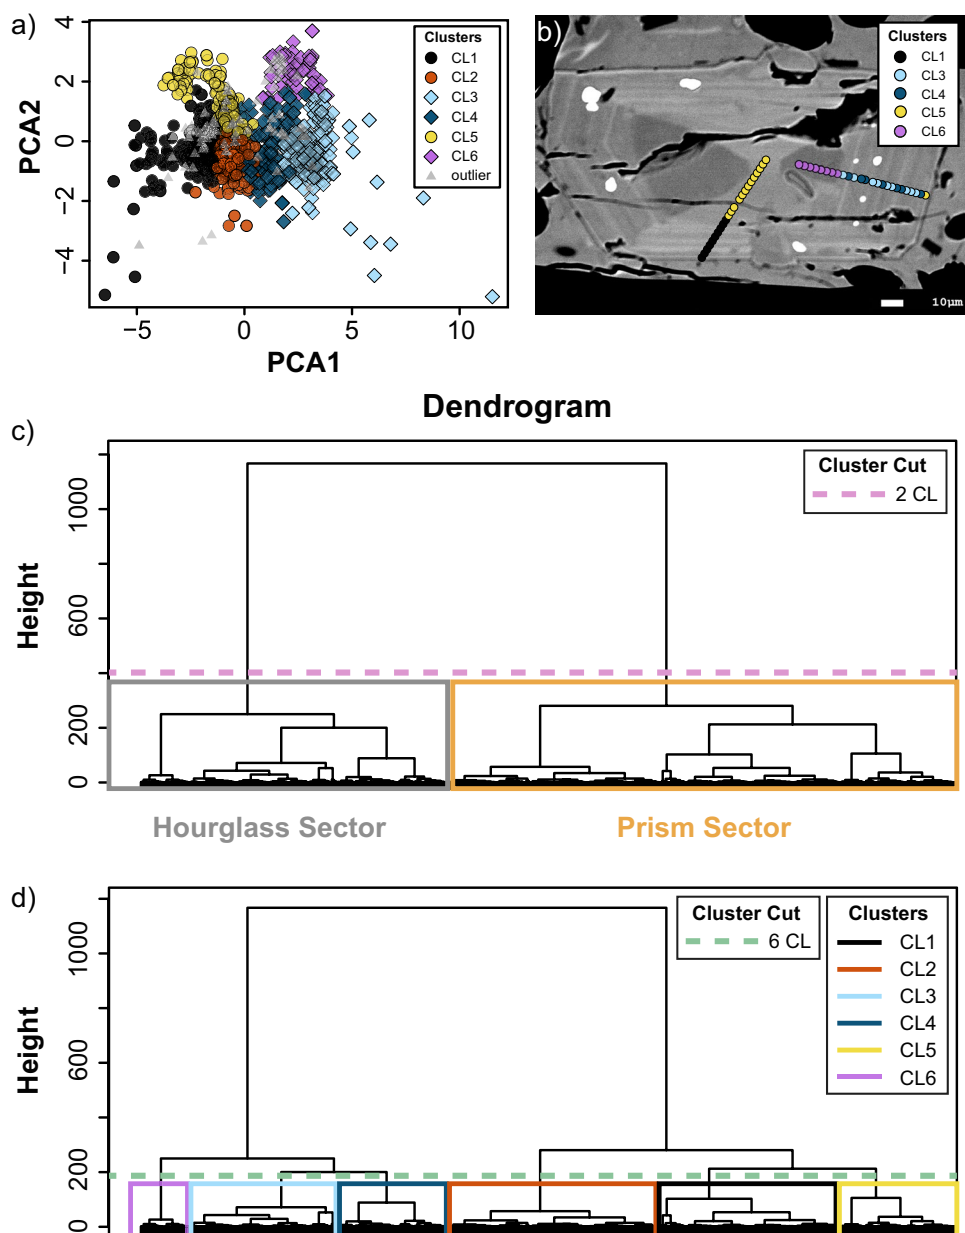 a)
4
2
0
−2
−4
PCA2
−5
0
5
10
PCA1
Clusters
CL1
CL2
CL3
CL4
CL5
CL6
outlier
b)
Clusters
CL1
CL3
CL4
CL5
CL6
10µm
Dendrogram
c)
Cluster Cut
2 CL
1000
600
200
0
Height
Hourglass Sector
Prism Sector
d)
Cluster Cut
6 CL
Clusters
CL1
CL2
CL3
CL4
CL5
CL6
1000
600
200
0
Height